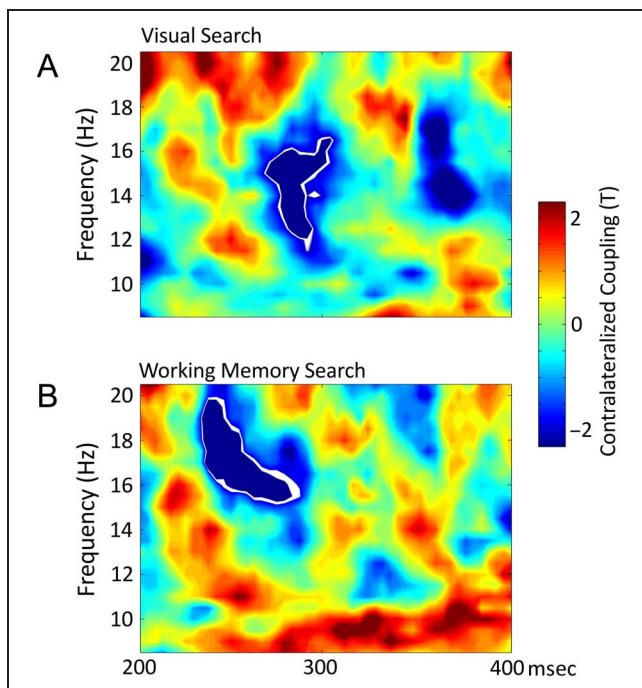 Visual Search
A
20
18
16
14
12
10
Frequency (Hz)
Working Memory Search
B
20
18
16
14
12
10
Frequency (Hz)
200 300 400 msec
2
0
−2
Contralateralized Coupling (T)